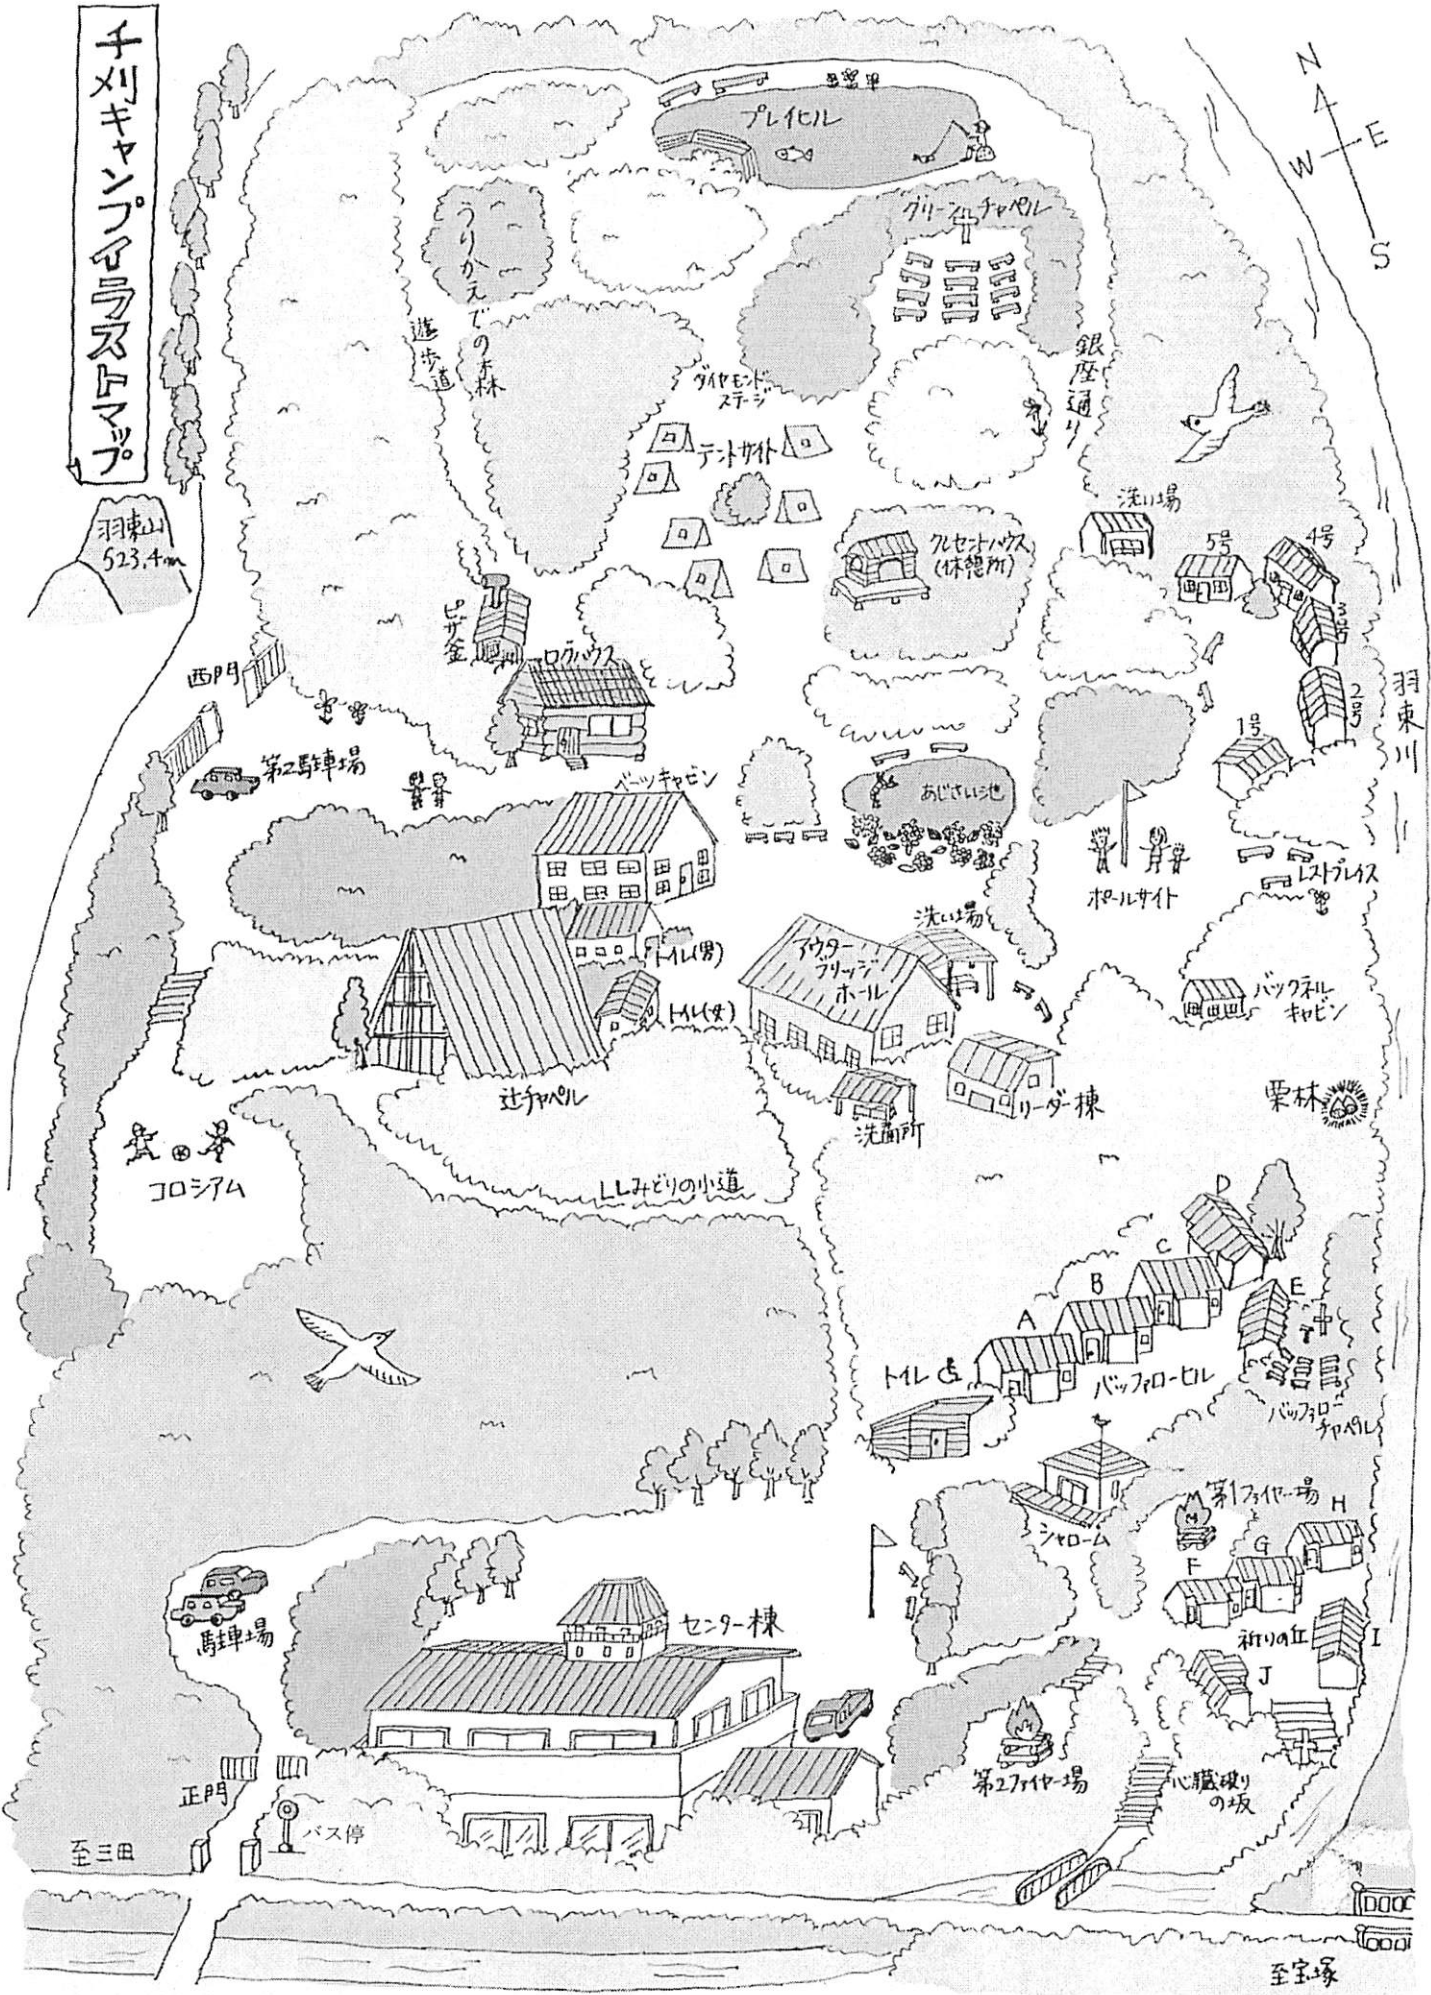 千刈キャンプイラストマップ
N
E
W
S
プレイヒル
グリーンチャペル
うりかえでの森
遊歩道
銀座通り
ダイヤモンド
ステージ
テントサイト
洗い場
5号
4号
3号
2号
1号
クレセントハウス
(休憩所)
羽束山
523.4m
ピザ釜
ログハウス
西門
第2駐車場
羽束川
ベーツキャビン
あじさい池
レストプレイス
ポールサイト
トイレ(男)
トイレ(女)
アウター
ブリッジ
ホール
洗い場
バックネル
キャビン
辻チャペル
リーダー棟
洗面所
栗林
コロシアム
LLみどりの小道
D
C
B
A
E
トイレ
バッファロービル
バッファロー
チャペル
シャローム
第1ファイヤー場
H
G
F
祈りの丘
I
J
センター棟
駐車場
第2ファイヤー場
心臓破り
の坂
正門
バス停
至三田
至宝塚